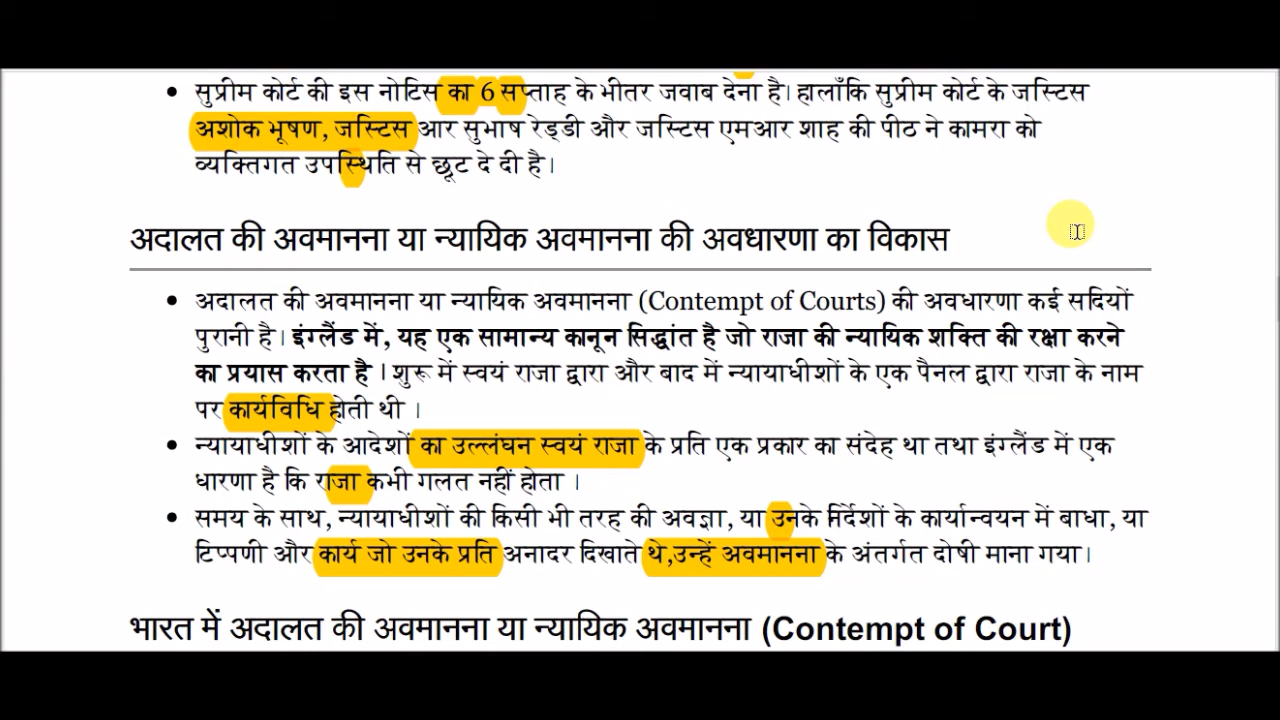 सुप्रीम कोर्ट की इस नोटिस का 6 सप्ताह के भीतर जवाब देना है। हालाँकि सुप्रीम कोर्ट के जस्टिस
अशोक भूषण, जस्टिस आर सुभाष रेड्डी और जस्टिस एमआर शाह की पीठ ने कामरा को
व्यक्तिगत उपस्थिति से छूट दे दी है।
अदालत की अवमानना या न्यायिक अवमानना की अवधारणा का विकास
अदालत की अवमानना या न्यायिक अवमानना (Contempt of Courts) की अवधारणा कई सदियों
पुरानी है। इंग्लैंड में, यह एक सामान्य कानून सिद्धांत है जो राजा की न्यायिक शक्ति की रक्षा करने
का प्रयास करता है । शुरू में स्वयं राजा द्वारा और बाद में न्यायाधीशों के एक पैनल द्वारा राजा के नाम
पर कार्यविधि होती थी ।
न्यायाधीशों के आदेशों का उल्लंघन स्वयं राजा के प्रति एक प्रकार का संदेह था तथा इंग्लैंड में एक
धारणा है कि राजा कभी गलत नहीं होता ।
समय के साथ, न्यायाधीशों की किसी भी तरह की अवज्ञा, या उनके निर्देशों के कार्यान्वयन में बाधा, या
टिप्पणी और कार्य जो उनके प्रति अनादर दिखाते थे,उन्हें अवमानना के अंतर्गत दोषी माना गया।
भारत में अदालत की अवमानना या न्यायिक अवमानना (Contempt of Court)